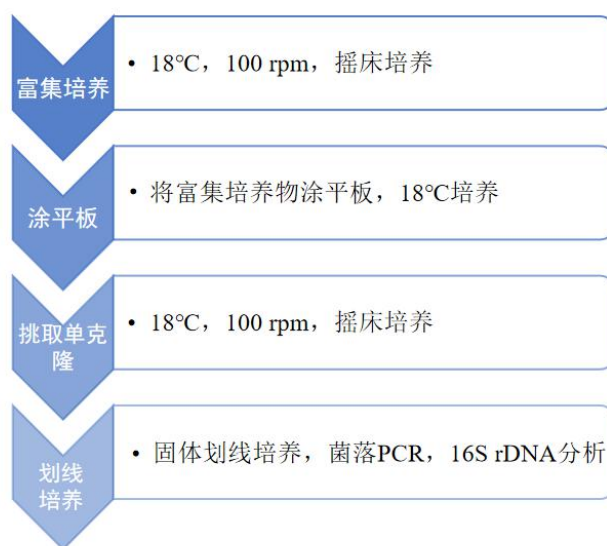 富集培养
• 18℃，100 rpm，摇床培养
涂平板
• 将富集培养物涂平板，18℃培养
挑取单克
隆
• 18℃，100 rpm，摇床培养
划线
培养
• 固体划线培养，菌落PCR，16S rDNA分析